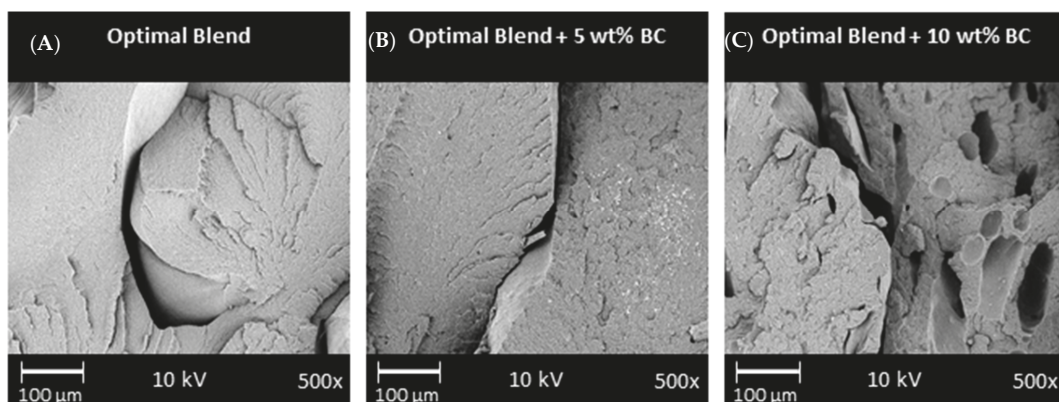 (A) Optimal Blend
(B) Optimal Blend + 5 wt% BC
(C) Optimal Blend + 10 wt% BC
100 µm 10 kV 500x
100 µm 10 kV 500x
100 µm 10 kV 500x